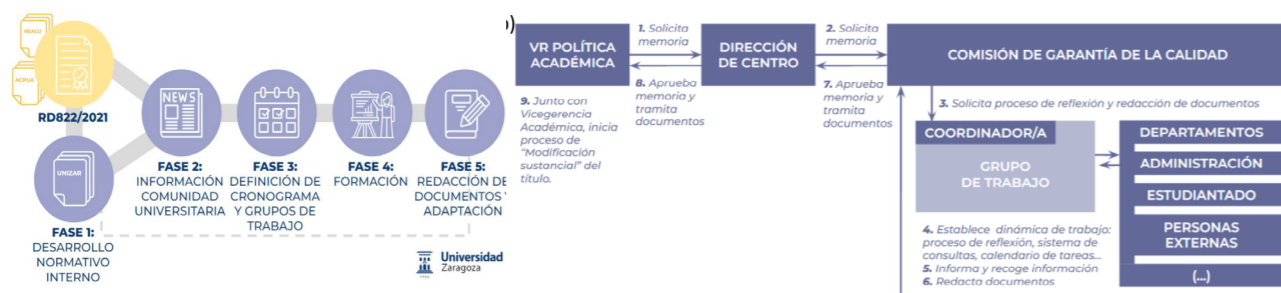 REACU
ACPUA
RD822/2021
UNIZAR
NEWS
FASE 1:
DESARROLLO
NORMATIVO
INTERNO
FASE 2:
INFORMACIÓN
COMUNIDAD
UNIVERSITARIA
FASE 3:
DEFINICIÓN DE
CRONOGRAMA
Y GRUPOS DE
TRABAJO
FASE 4:
FORMACIÓN
FASE 5:
REDACCIÓN DE
DOCUMENTOS Y
ADAPTACIÓN
Universidad
Zaragoza
)
VR POLÍTICA
ACADÉMICA
1. Solicita
memoria
8. Aprueba
memoria y
tramita
documentos
9. Junto con
Vicegerencia
Académica, inicia
proceso de
"Modificación
sustancial" del
título.
DIRECCIÓN
DE CENTRO
2. Solicita
memoria
7. Aprueba
memoria y
tramita
documentos
COMISIÓN DE GARANTÍA DE LA CALIDAD
3. Solicita proceso de reflexión y redacción de documentos
COORDINADOR/A
GRUPO
DE TRABAJO
4. Establece dinámica de trabajo:
proceso de reflexión, sistema de
consultas, calendario de tareas...
5. Informa y recoge información
6. Redacta documentos
DEPARTAMENTOS
ADMINISTRACIÓN
ESTUDIANTADO
PERSONAS
EXTERNAS
(...)